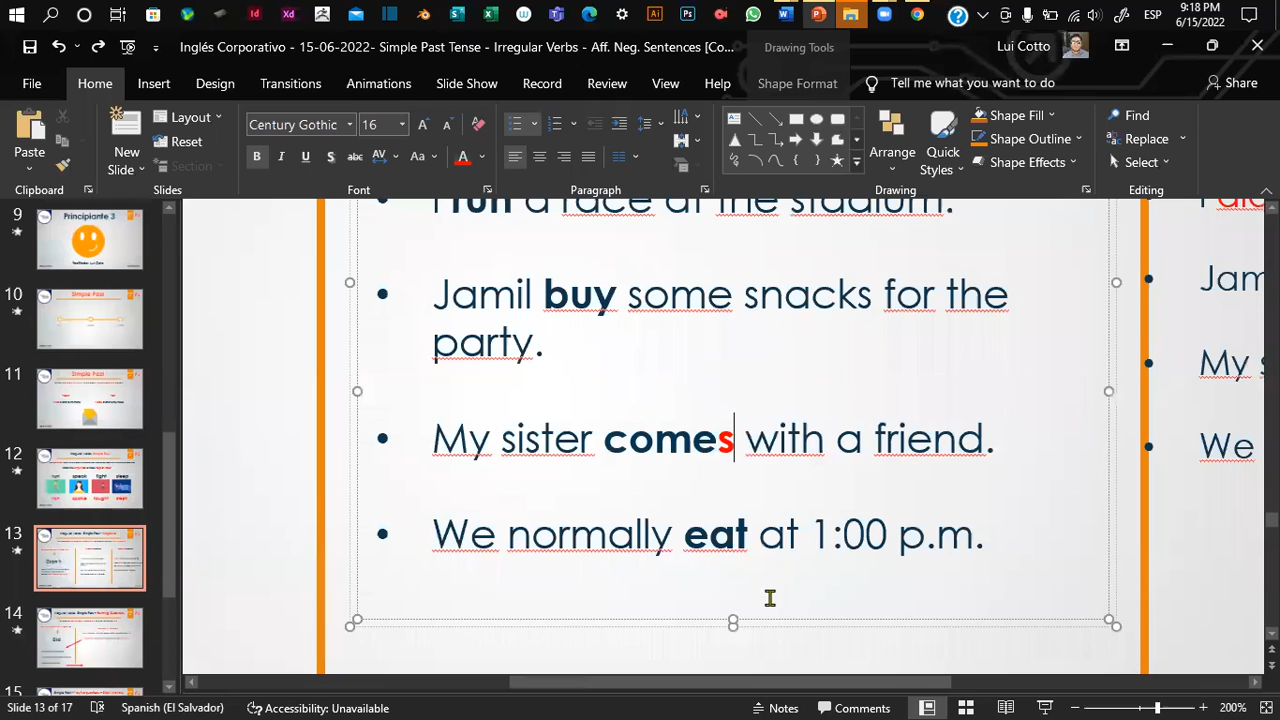 9:18 PM
ESP
6/15/2022
Inglés Corporativo - 15-06-2022- Simple Past Tense - Irregular Verbs - Aff. Neg. Sentences [Co...
Drawing Tools
Lui Cotto
File Home Insert Design Transitions Animations Slide Show Record Review View Help Shape Format Tell me what you want to do Share
Paste
Clipboard
New Slide
Layout
Reset
Section
Slides
Century Gothic 16
Font
Paragraph
Arrange
Quick Styles
Shape Fill
Shape Outline
Shape Effects
Drawing
Find
Replace
Select
Editing
9
Principiante 3
10
Simple Past
11
Simple Past
12
13
14
15
I run a race at the stadium.
Jamil buy some snacks for the
party.
My sister comes with a friend.
We normally eat at 1:00 p.m.
Jam
My s
We
Slide 13 of 17 Spanish (El Salvador) Accessibility: Unavailable Notes Comments 200%